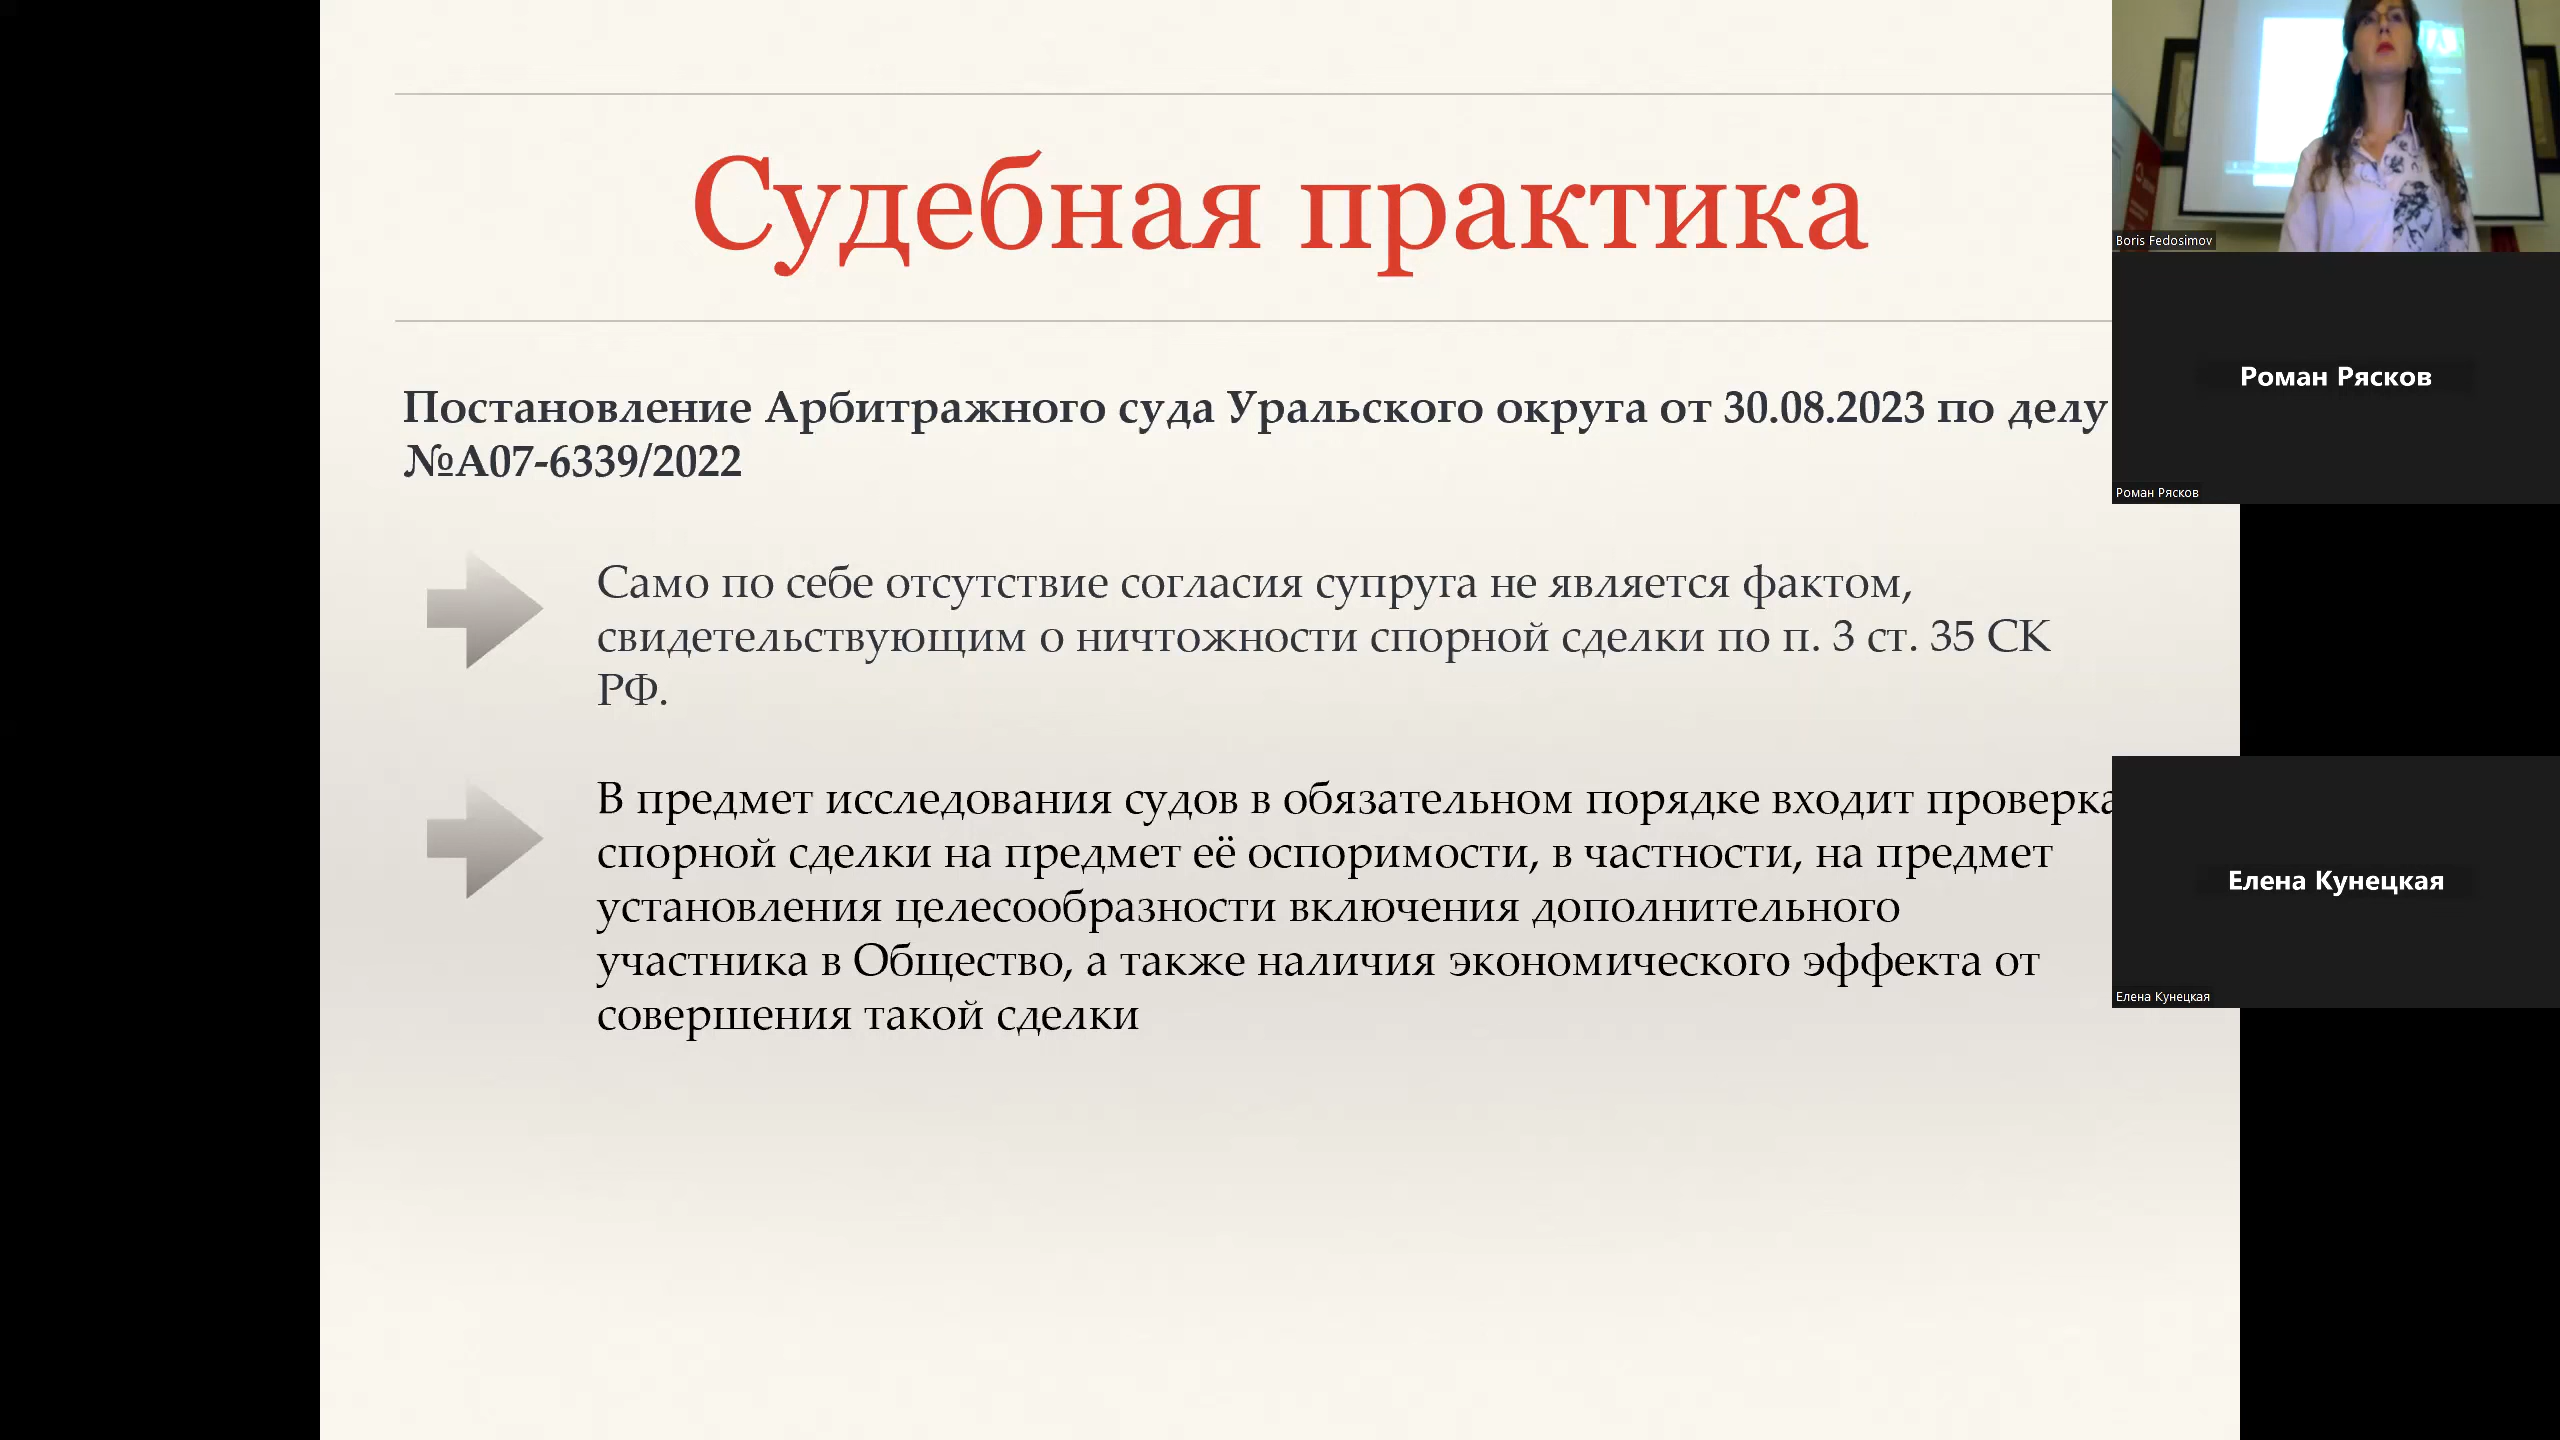 Судебная практика
Постановление Арбитражного суда Уральского округа от 30.08.2023 по делу
№А07-6339/2022
Само по себе отсутствие согласия супруга не является фактом,
свидетельствующим о ничтожности спорной сделки по п. 3 ст. 35 СК
РФ.
В предмет исследования судов в обязательном порядке входит проверка
спорной сделки на предмет её оспоримости, в частности, на предмет
установления целесообразности включения дополнительного
участника в Общество, а также наличия экономического эффекта от
совершения такой сделки
Boris Fedosimov
Роман Рясков
Роман Рясков
Елена Кунецкая
Елена Кунецкая